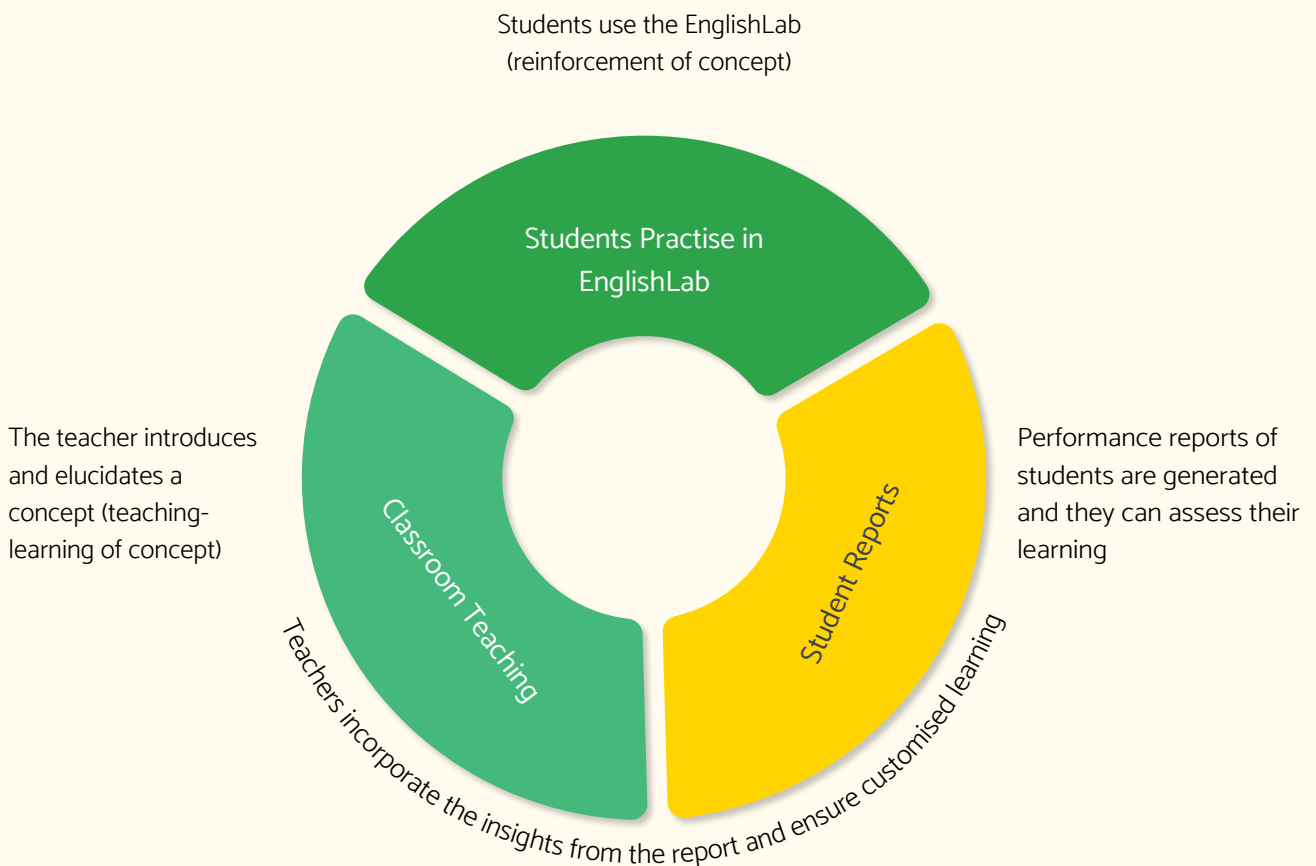 Students use the EnglishLab
(reinforcement of concept)
Students Practise in
EnglishLab
The teacher introduces
and elucidates a
concept (teaching-
learning of concept)
Classroom Teaching
Student Reports
Performance reports of
students are generated
and they can assess their
learning
Teachers incorporate the insights from the report and ensure customised learning